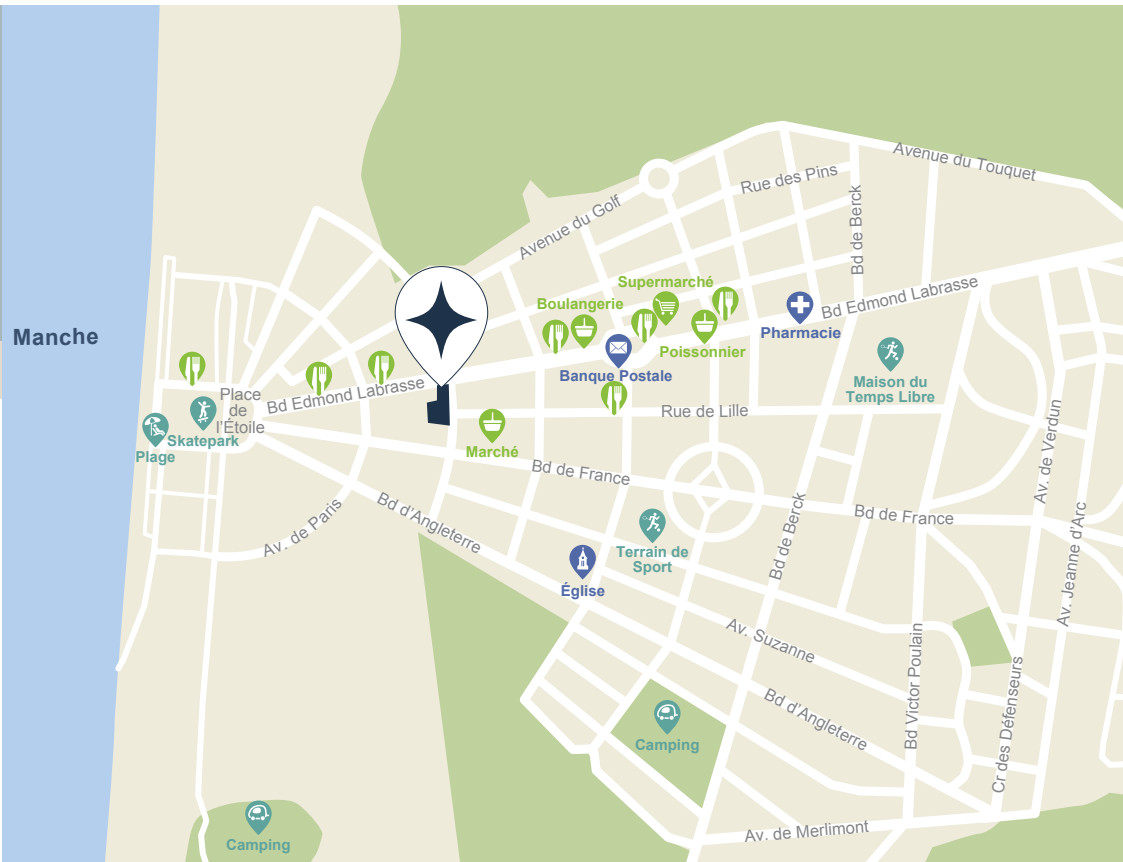 Avenue du Touquet
Rue des Pins
Avenue du Golf
Bd de Berck
Supermarché
Bd Edmond Labrasse
Boulangerie
Manche
Pharmacie
Poissonnier
Banque Postale
Maison du
Temps Libre
Place
de
l'Étoile
Bd Edmond Labrasse
Rue de Lille
Skatepark
Plage
Marché
Bd de France
Av. de Verdun
Bd d'Angleterre
Av. de Paris
Bd de France
Bd de Berck
Terrain de
Sport
Av. Jeanne d'Arc
Église
Av. Suzanne
Bd Victor Poulain
Cr des Défenseurs
Bd d'Angleterre
Camping
Av. de Merlimont
Camping